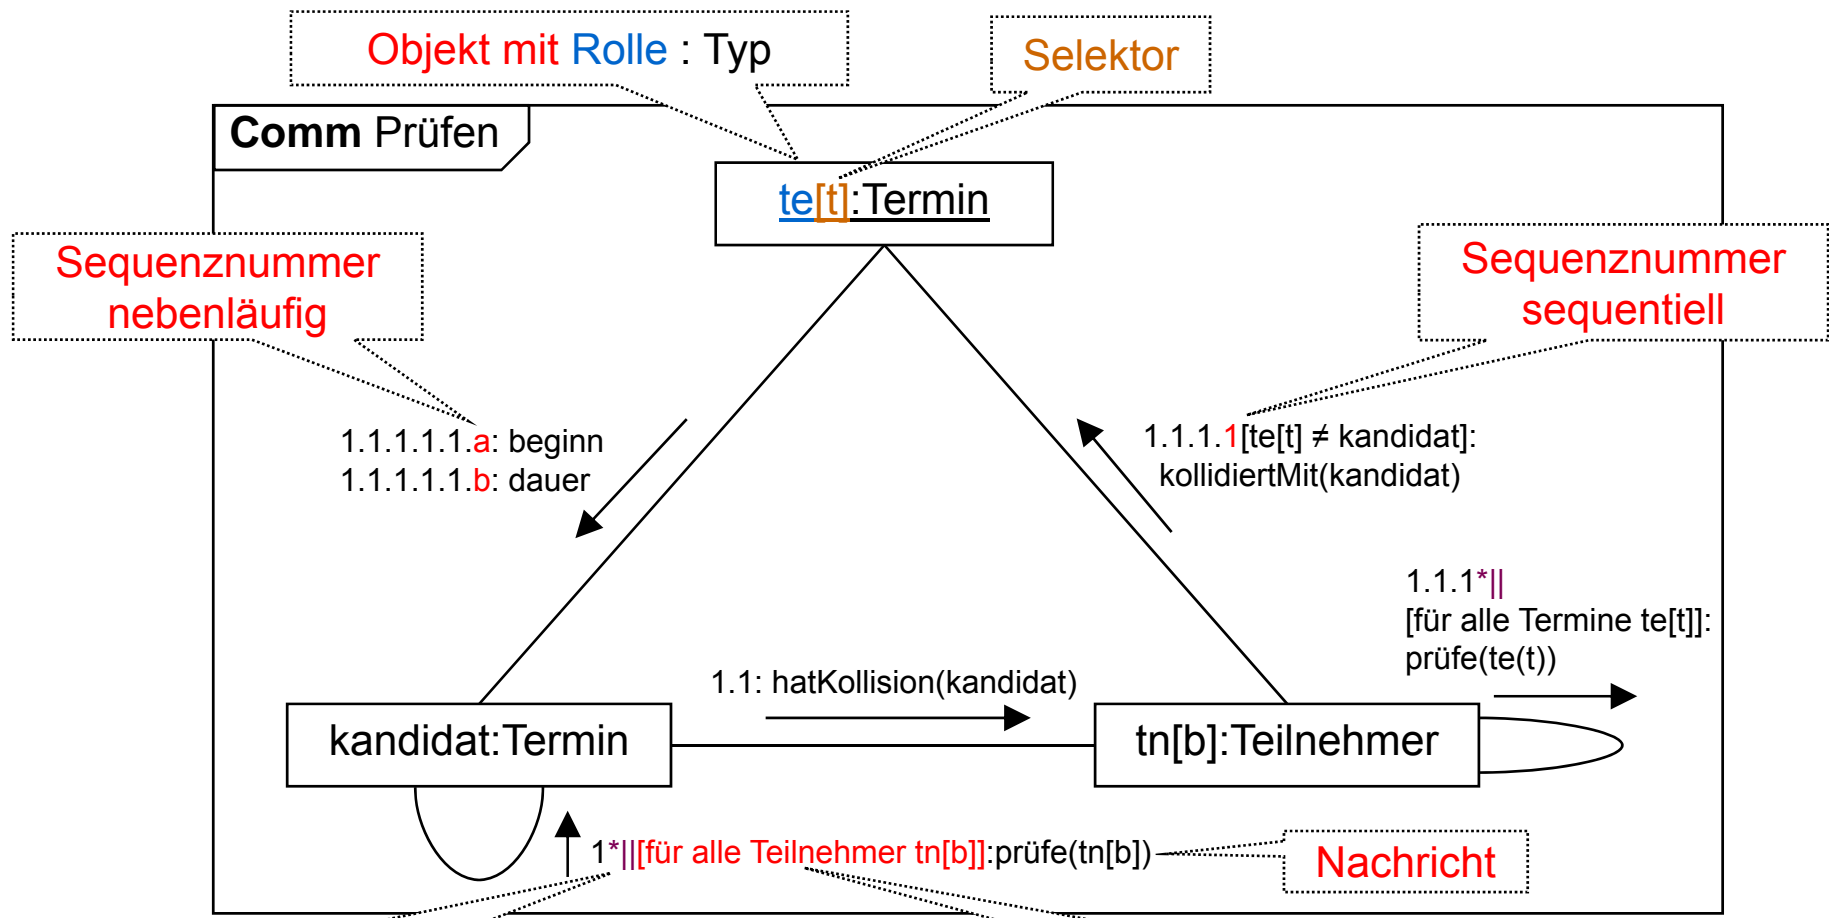 Objekt mit Rolle : Typ
Selektor
Comm Prüfen
te[t]:Termin
Sequenznummer
nebenläufig
Sequenznummer
sequentiell
1.1.1.1.1.a: beginn
1.1.1.1.1.b: dauer
1.1.1.1[te[t] ≠ kandidat]:
kollidiertMit(kandidat)
1.1.1*||
[für alle Termine te[t]]:
prüfe(te(t))
1.1: hatKollision(kandidat)
kandidat:Termin
tn[b]:Teilnehmer
1*||[für alle Teilnehmer tn[b]]:prüfe(tn[b])
Nachricht